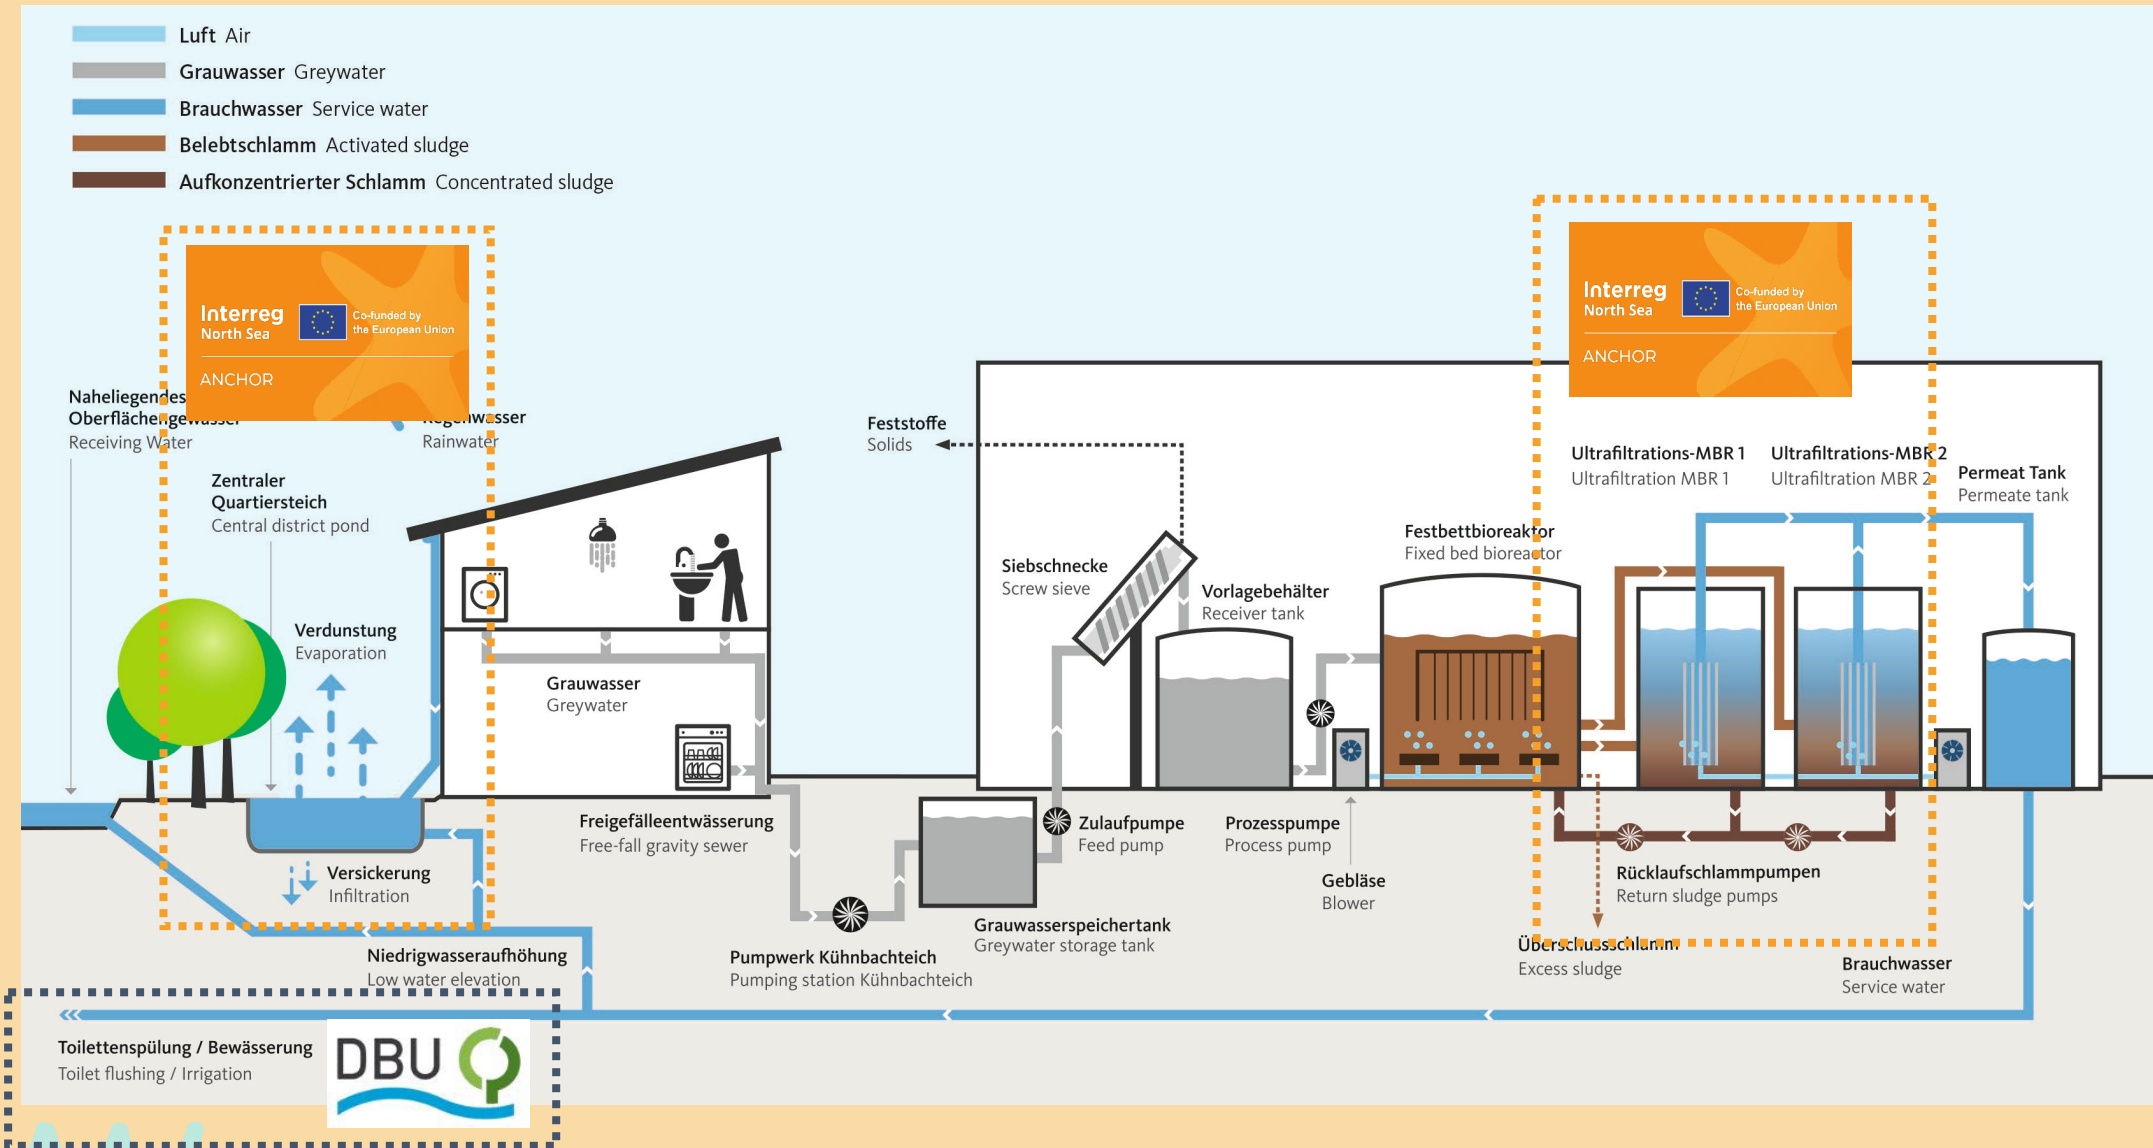 Luft Air
Grauwasser Greywater
Brauchwasser Service water
Belebtschlamm Activated sludge
Aufkonzentrierter Schlamm Concentrated sludge
Interreg
North Sea
Co-funded by
the European Union
ANCHOR
Interreg
North Sea
Co-funded by
the European Union
ANCHOR
Naheliegendes
Oberflächengewässer
Receiving Water
Regenwasser
Rainwater
Zentraler
Quartiersteich
Central district pond
Verdunstung
Evaporation
Versickerung
Infiltration
Niedrigwasseraufhöhung
Low water elevation
Grauwasser
Greywater
Freigefälleentwässerung
Free-fall gravity sewer
Pumpwerk Kühnbachteich
Pumping station Kühnbachteich
Feststoffe
Solids
Siebschnecke
Screw sieve
Vorlagebehälter
Receiver tank
Grauwasserspeichertank
Greywater storage tank
Zulaufpumpe
Feed pump
Prozesspumpe
Process pump
Gebläse
Blower
Festbettbioreaktor
Fixed bed bioreactor
Ultrafiltrations-MBR 1
Ultrafiltration MBR 1
Ultrafiltrations-MBR 2
Ultrafiltration MBR 2
Permeat Tank
Permeate tank
Rücklaufschlammpumpen
Return sludge pumps
Überschussschlamm
Excess sludge
Brauchwasser
Service water
Toilettenspülung / Bewässerung
Toilet flushing / Irrigation
DBU